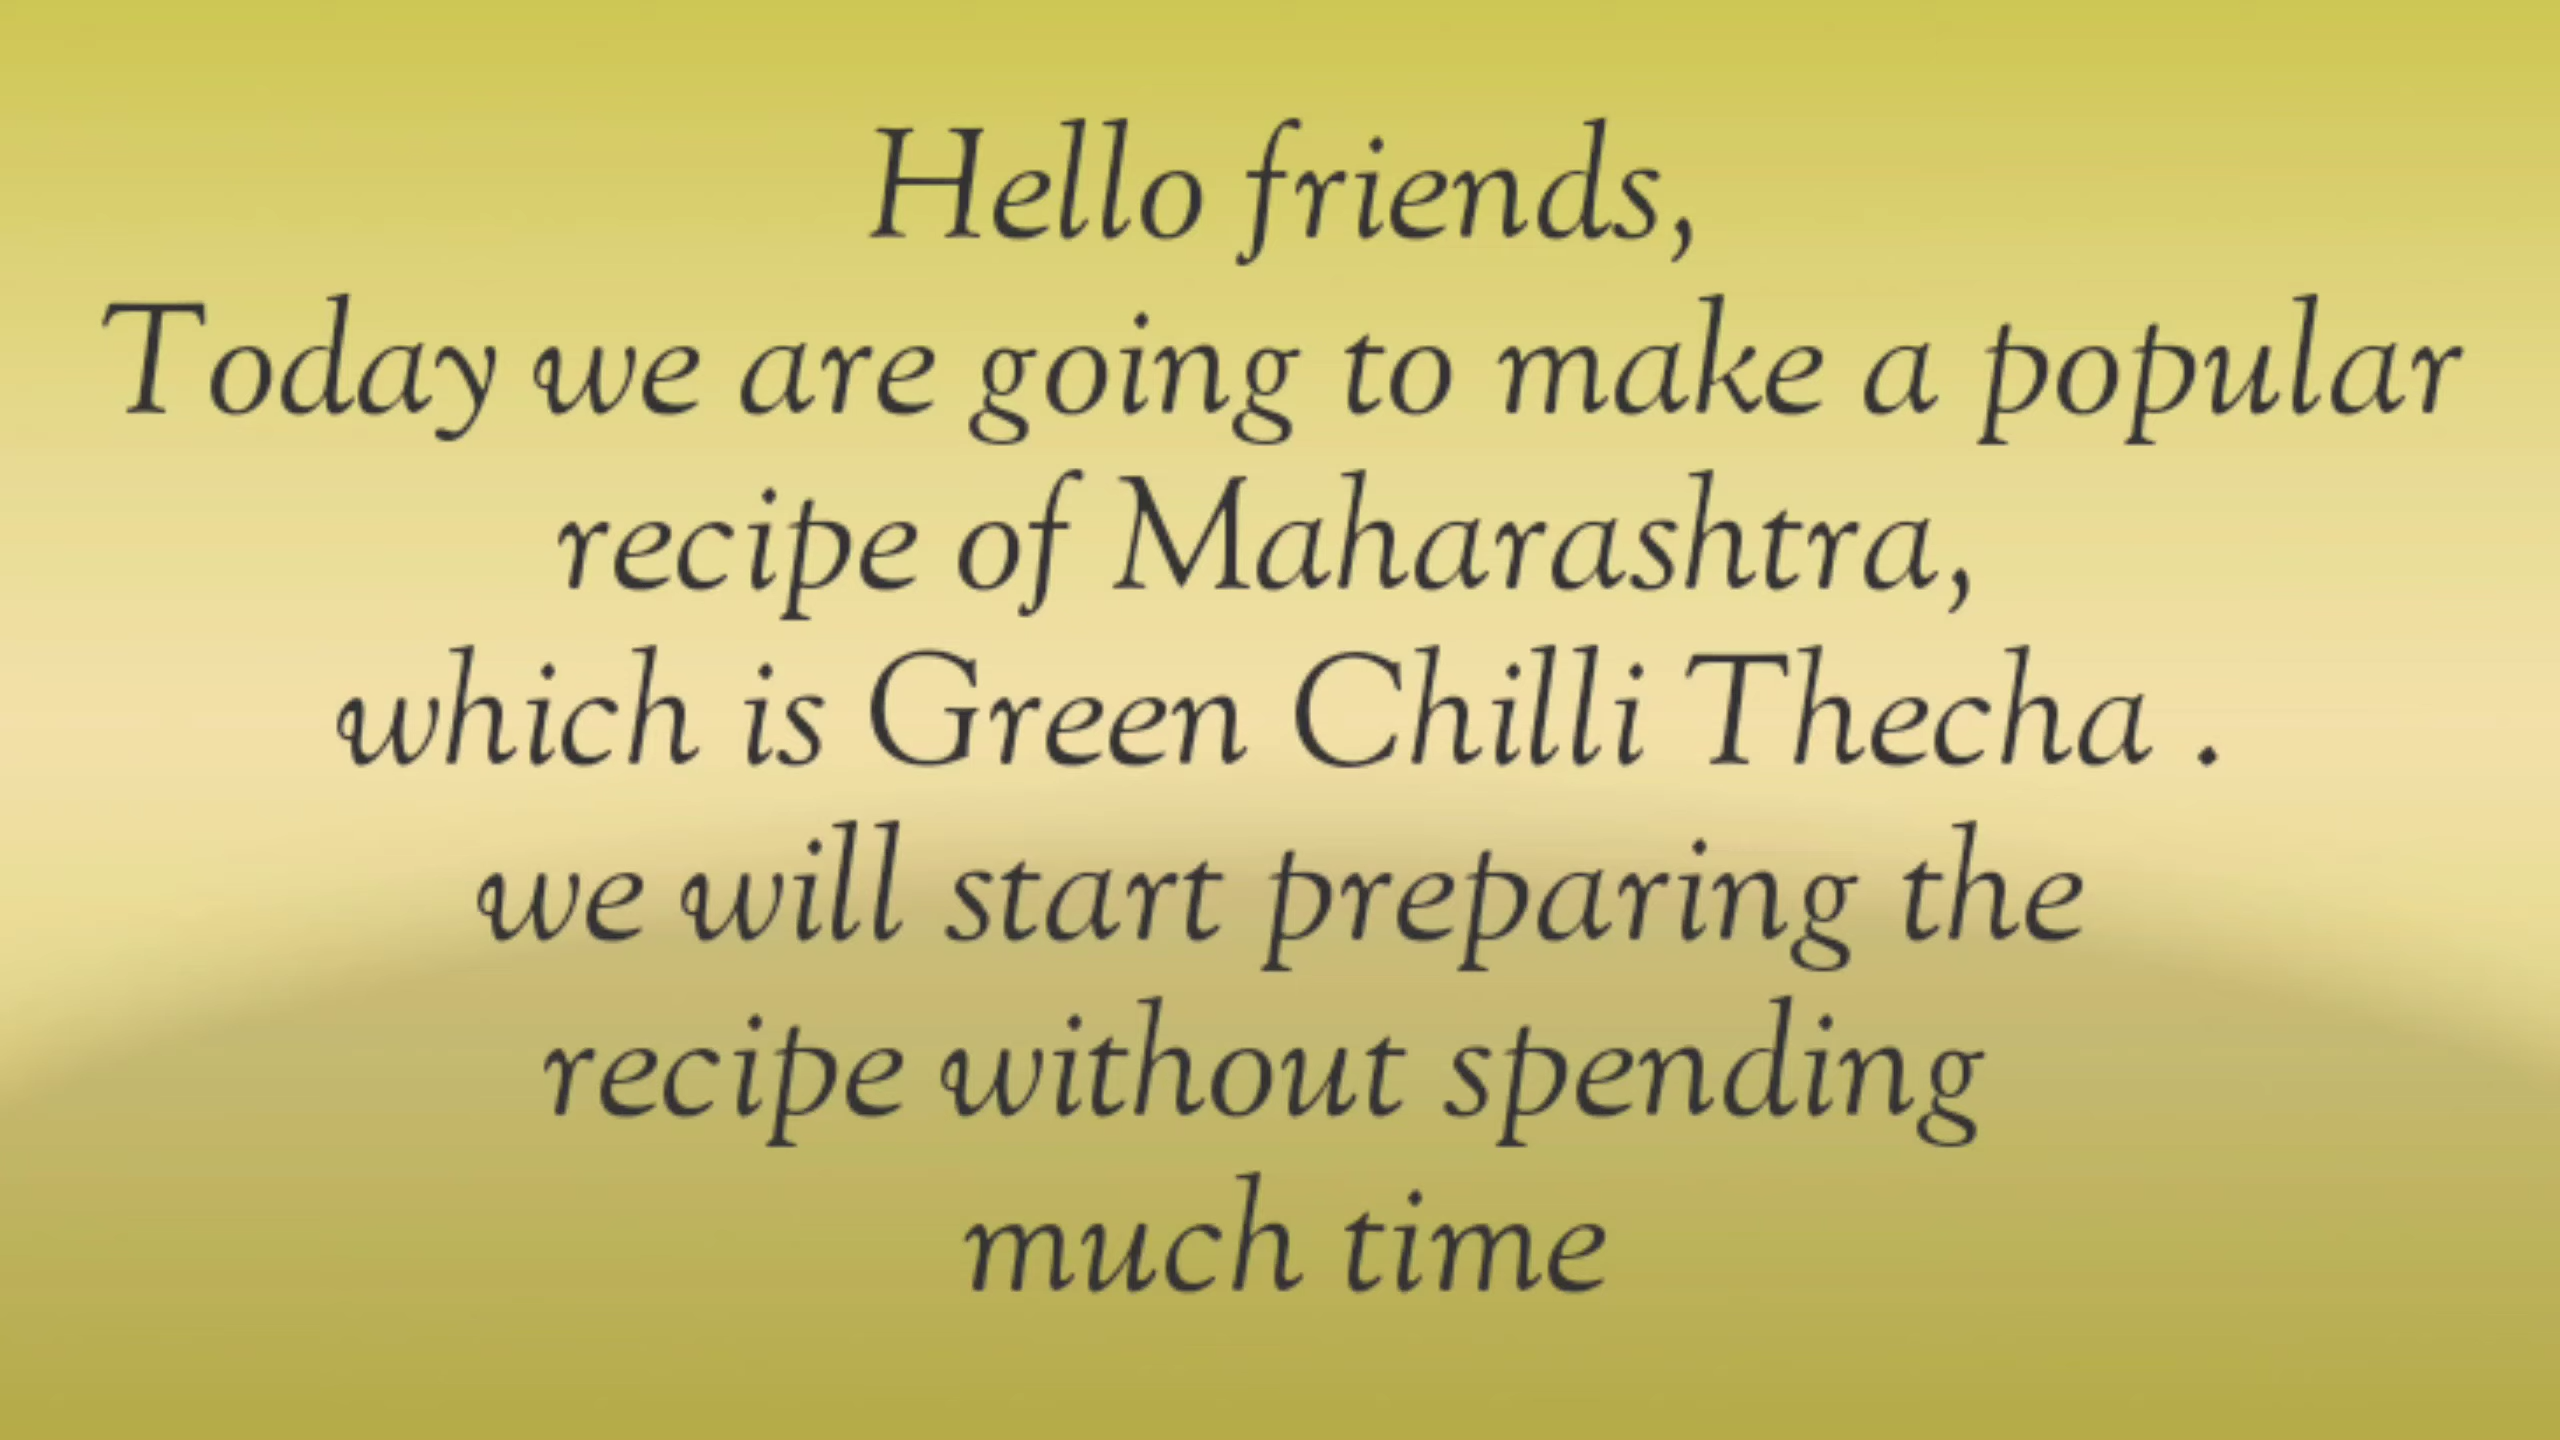 Hello friends,
Today we are going to make a popular
recipe of Maharashtra,
which is Green Chilli Thecha .
we will start preparing the
recipe without spending
much time